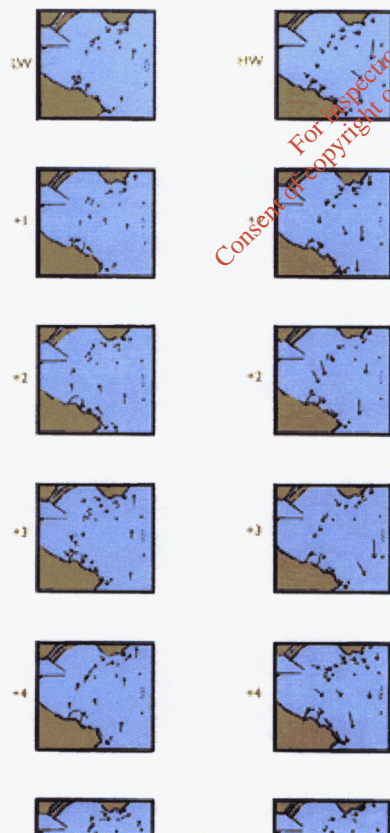 LW
HW
For inspection
Consent of copyright
+1
+2
+2
+3
+3
+4
+4